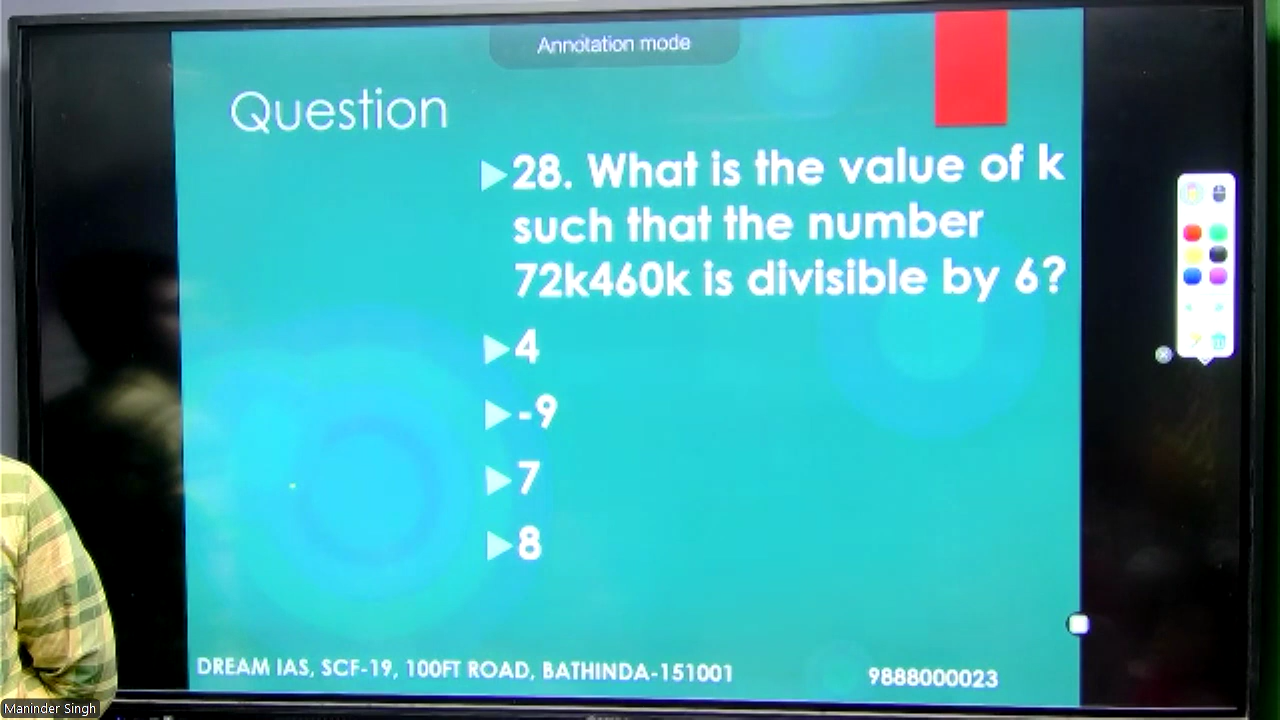 Annotation mode
Question
28. What is the value of k
such that the number
72k460k is divisible by 6?
4
-9
7
8
DREAM IAS, SCF-19, 100FT ROAD, BATHINDA-151001
9888000023
Maninder Singh